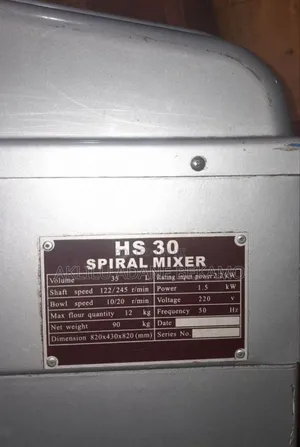 HS 30
SPIRAL MIXER
Volume 35 L Rating input power 2.2 KW
Shaft speed 122/245 r/min Power 1.5 kw
Bowl speed 10/20 r/min Voltage 220 v
Max flour quantity 12 kg Frequency 50 Hz
Net weight 90 kg Date
Dimension 820x430x820 (mm) Series No.